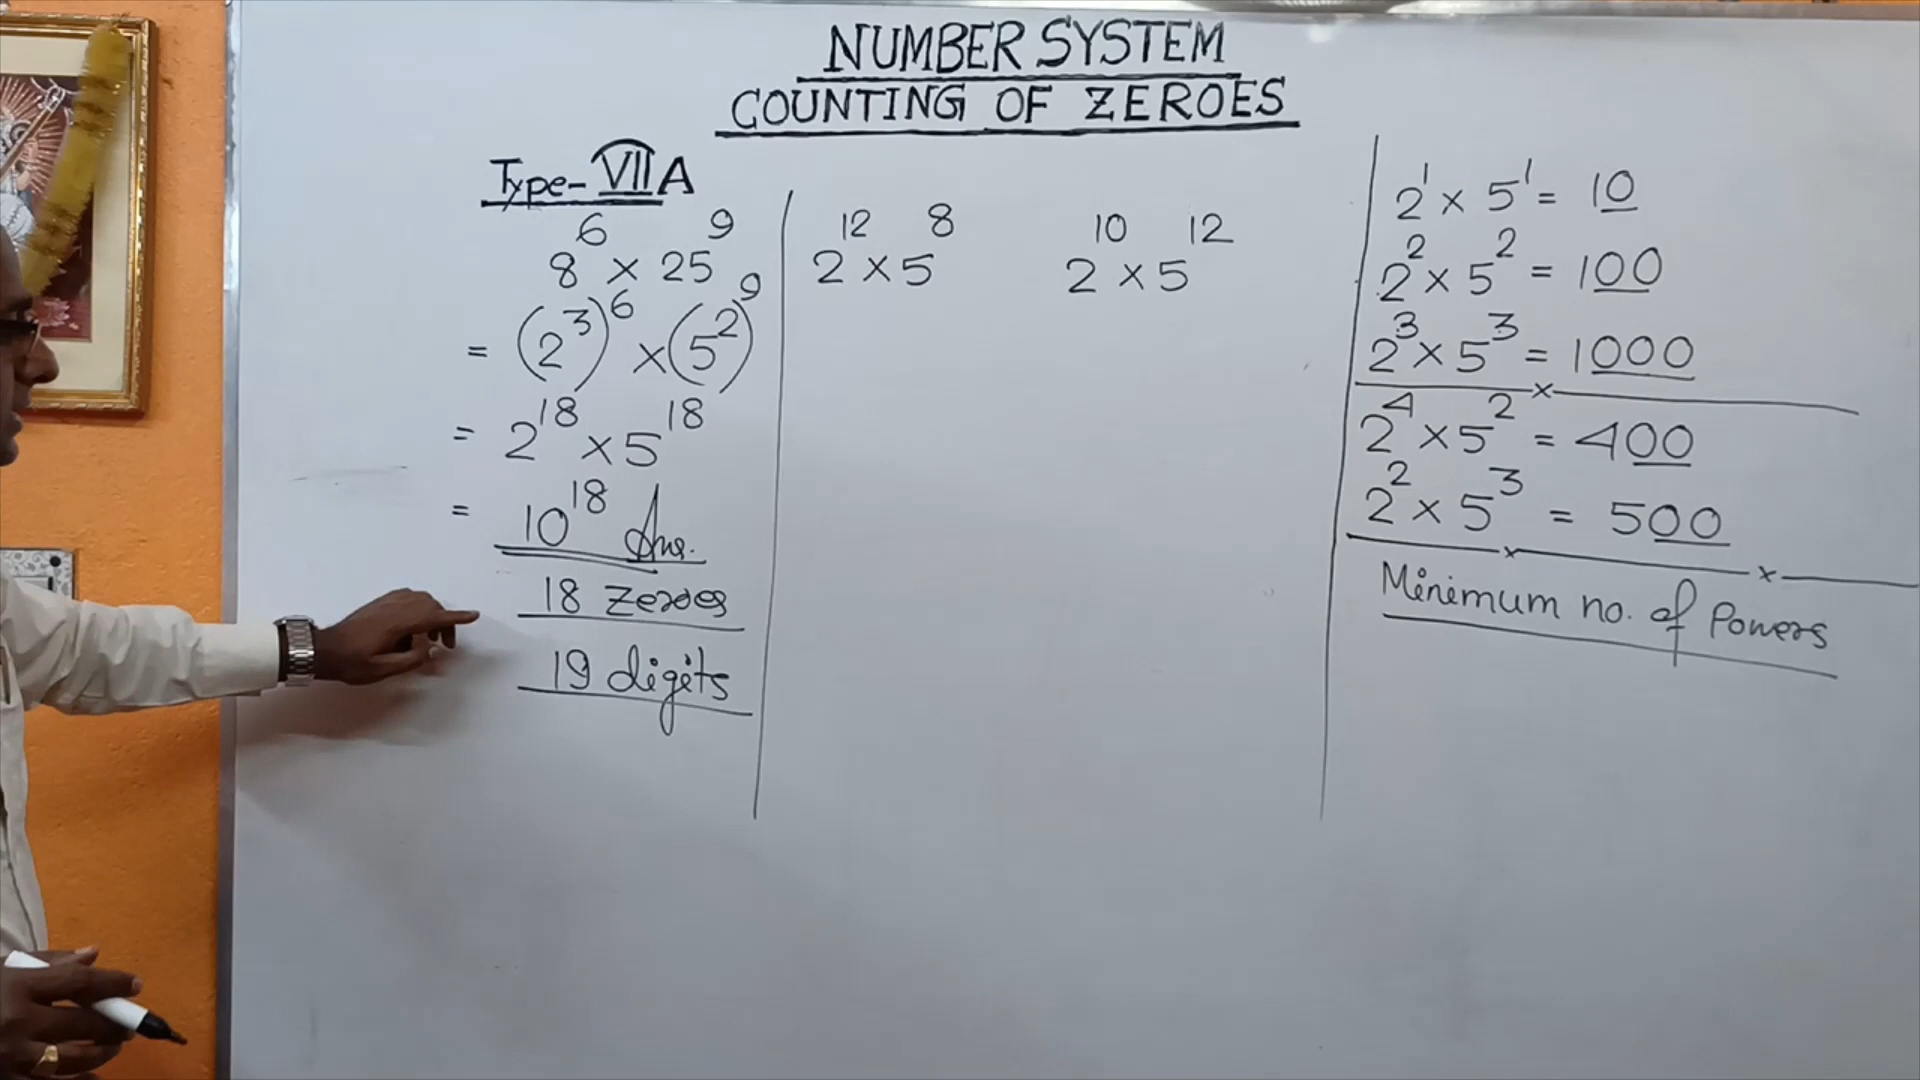 NUMBER SYSTEM
COUNTING OF ZEROES
Type-VII A
8⁶ × 25⁹
= (2³)⁶ × (5²)⁹
= 2¹⁸ × 5¹⁸
= 10¹⁸ Ans.
18 Zeroes
19 digits
2¹² × 5⁸
2¹⁰ × 5¹²
2¹ × 5¹ = 10
2² × 5² = 100
2³ × 5³ = 1000
2⁴ × 5² = 400
2² × 5³ = 500
Minimum no. of Powers